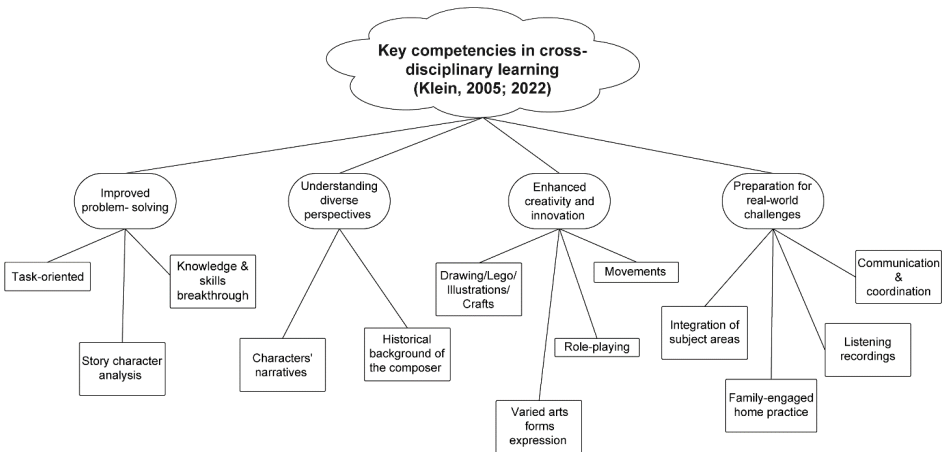 Key competencies in cross-
disciplinary learning
(Klein, 2005; 2022)
Improved
problem- solving
Understanding
diverse
perspectives
Enhanced
creativity and
innovation
Preparation for
real-world
challenges
Task-oriented
Knowledge &
skills
breakthrough
Story character
analysis
Characters'
narratives
Historical
background of
the composer
Drawing/Lego/
Illustrations/
Crafts
Movements
Role-playing
Varied arts
forms
expression
Integration of
subject areas
Communication
&
coordination
Listening
recordings
Family-engaged
home practice